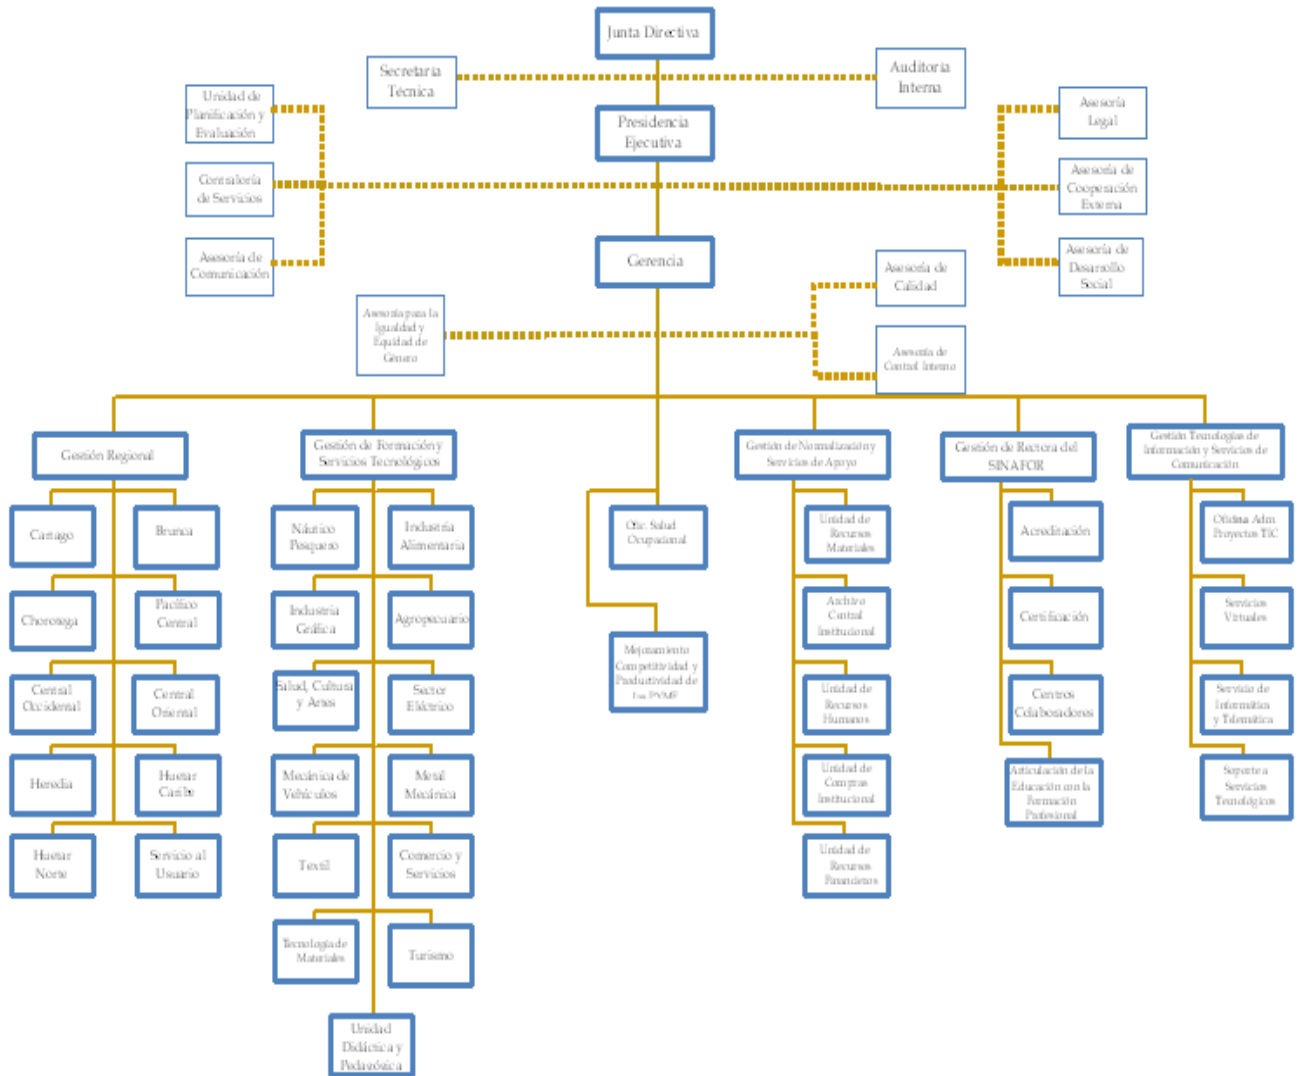 Junta Directiva
Secretaría
Técnica
Auditoría
Interna
Unidad de
Planificación y
Evaluación
Presidencia
Ejecutiva
Asesoría
Legal
Contraloría
de Servicios
Asesoría de
Cooperación
Externa
Asesoría de
Comunicación
Gerencia
Asesoría de
Calidad
Asesoría de
Desarrollo
Social
Asesoría para la
Igualdad y
Equidad de
Género
Asesoría de
Control Interno
Gestión Regional
Gestión de Formación y
Servicios Tecnológicos
Gestión de Normalización y
Servicios de Apoyo
Gestión de Rectora del
SINAFOR
Gestión Tecnologías de
Información y Servicios de
Comunicación
Cartago
Brunca
Chorotega
Pacífico
Central
Central
Occidental
Central
Oriental
Heredia
Huetar
Caribe
Huetar
Norte
Servicio al
Usuario
Náutico
Pesquero
Industria
Alimentaria
Industria
Gráfica
Agropecuario
Salud, Cultura
y Artes
Sector
Eléctrico
Mecánica de
Vehículos
Metal
Mecánica
Textil
Comercio y
Servicios
Tecnología de
Materiales
Turismo
Unidad
Didáctica y
Pedagógica
Ofic. Salud
Ocupacional
Mejoramiento
Competitividad y
Productividad de
las PYME
Unidad de
Recursos
Materiales
Archivo
Central
Institucional
Unidad de
Recursos
Humanos
Unidad de
Compras
Institucional
Unidad de
Recursos
Financieros
Acreditación
Certificación
Centros
Colaboradores
Articulación de la
Educación con la
Formación
Profesional
Oficina Adm.
Proyectos TIC
Servicios
Virtuales
Servicio de
Informática
y Telemática
Soporte a
Servicios
Tecnológicos